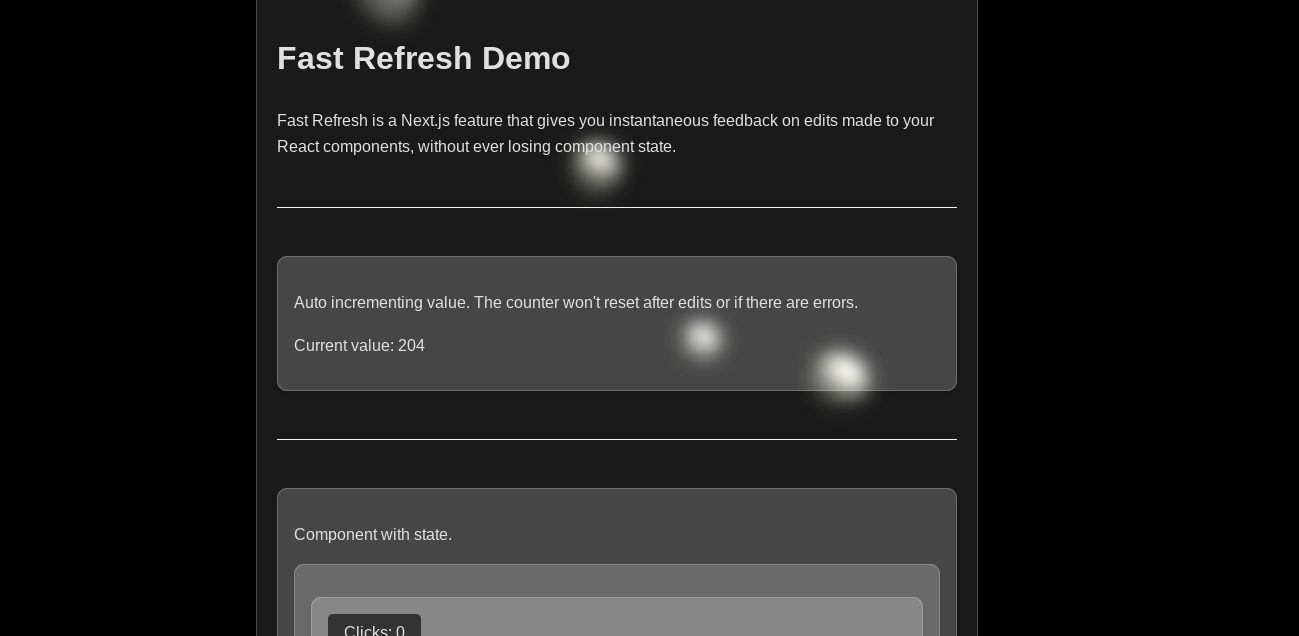 Fast Refresh Demo
Fast Refresh is a Next.js feature that gives you instantaneous feedback on edits made to your
React components, without ever losing component state.
Auto incrementing value. The counter won't reset after edits or if there are errors.
Current value: 204
Component with state.
Clicks: 0